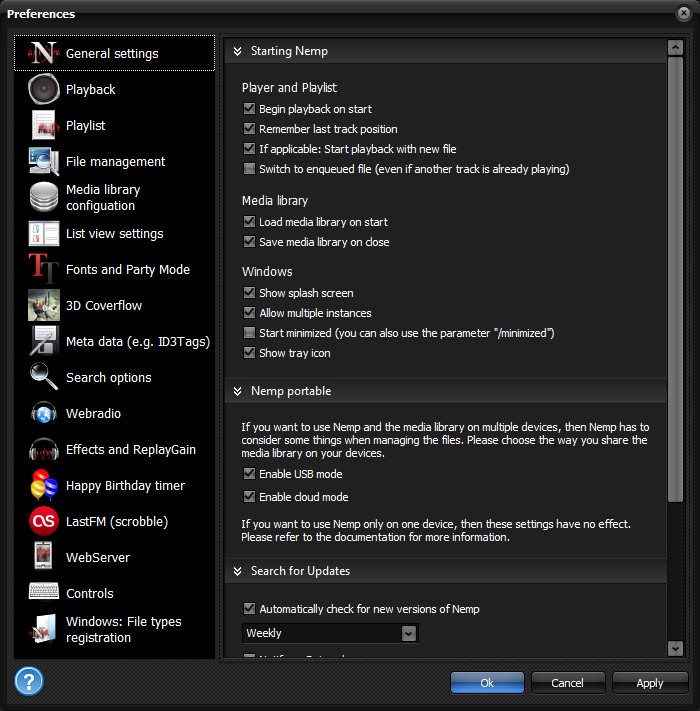 Preferences
General settings
Playback
Playlist
File management
Media library
configuation
List view settings
Fonts and Party Mode
3D Coverflow
Meta data (e.g. ID3Tags)
Search options
Webradio
Effects and ReplayGain
Happy Birthday timer
LastFM (scrobble)
WebServer
Controls
Windows: File types
registration
Starting Nemp
Player and Playlist
Begin playback on start
Remember last track position
If applicable: Start playback with new file
Switch to enqueued file (even if another track is already playing)
Media library
Load media library on start
Save media library on close
Windows
Show splash screen
Allow multiple instances
Start minimized (you can also use the parameter "/minimized")
Show tray icon
Nemp portable
If you want to use Nemp and the media library on multiple devices, then Nemp has to
consider some things when managing the files. Please choose the way you share the
media library on your devices.
Enable USB mode
Enable cloud mode
If you want to use Nemp only on one device, then these settings have no effect.
Please refer to the documentation for more information.
Search for Updates
Automatically check for new versions of Nemp
Weekly
?
Ok
Cancel
Apply